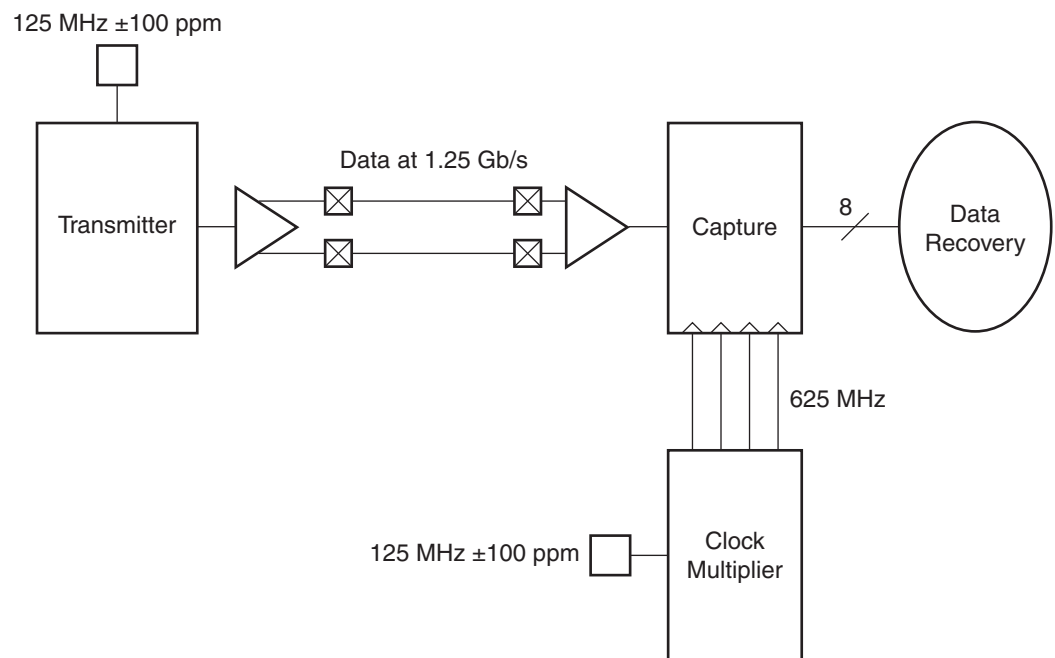 125 MHz ±100 ppm
Transmitter
Data at 1.25 Gb/s
Capture
8
Data
Recovery
625 MHz
125 MHz ±100 ppm
Clock
Multiplier